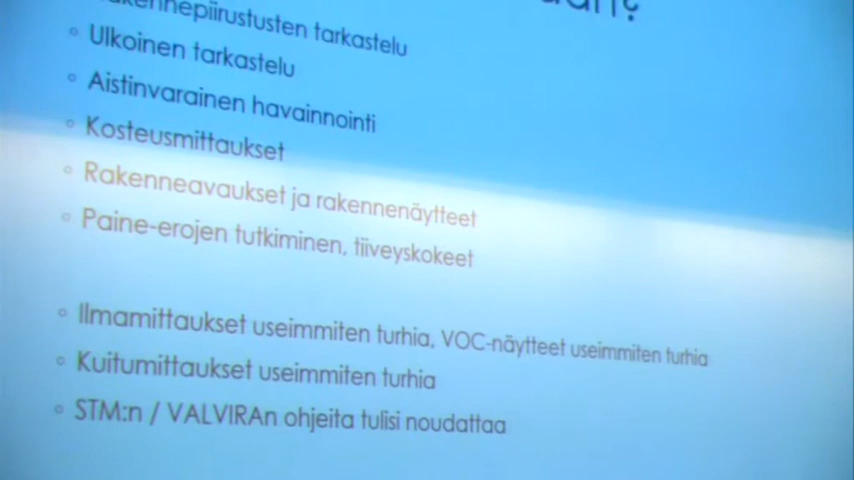 tarkastelu
Ulkoinen tarkastelu
Aistinvarainen havainnointi
Kosteusmittaukset
Rakenneavaukset ja rakennenäytteet
Paine-erojen tutkiminen, tiiveyskokeet
Ilmamittaukset useimmiten turhia, VOC-näytteet useimmiten turhia
Kuitumittaukset useimmiten turhia
STM:n / VALVIRAn ohjeita tulisi noudattaa